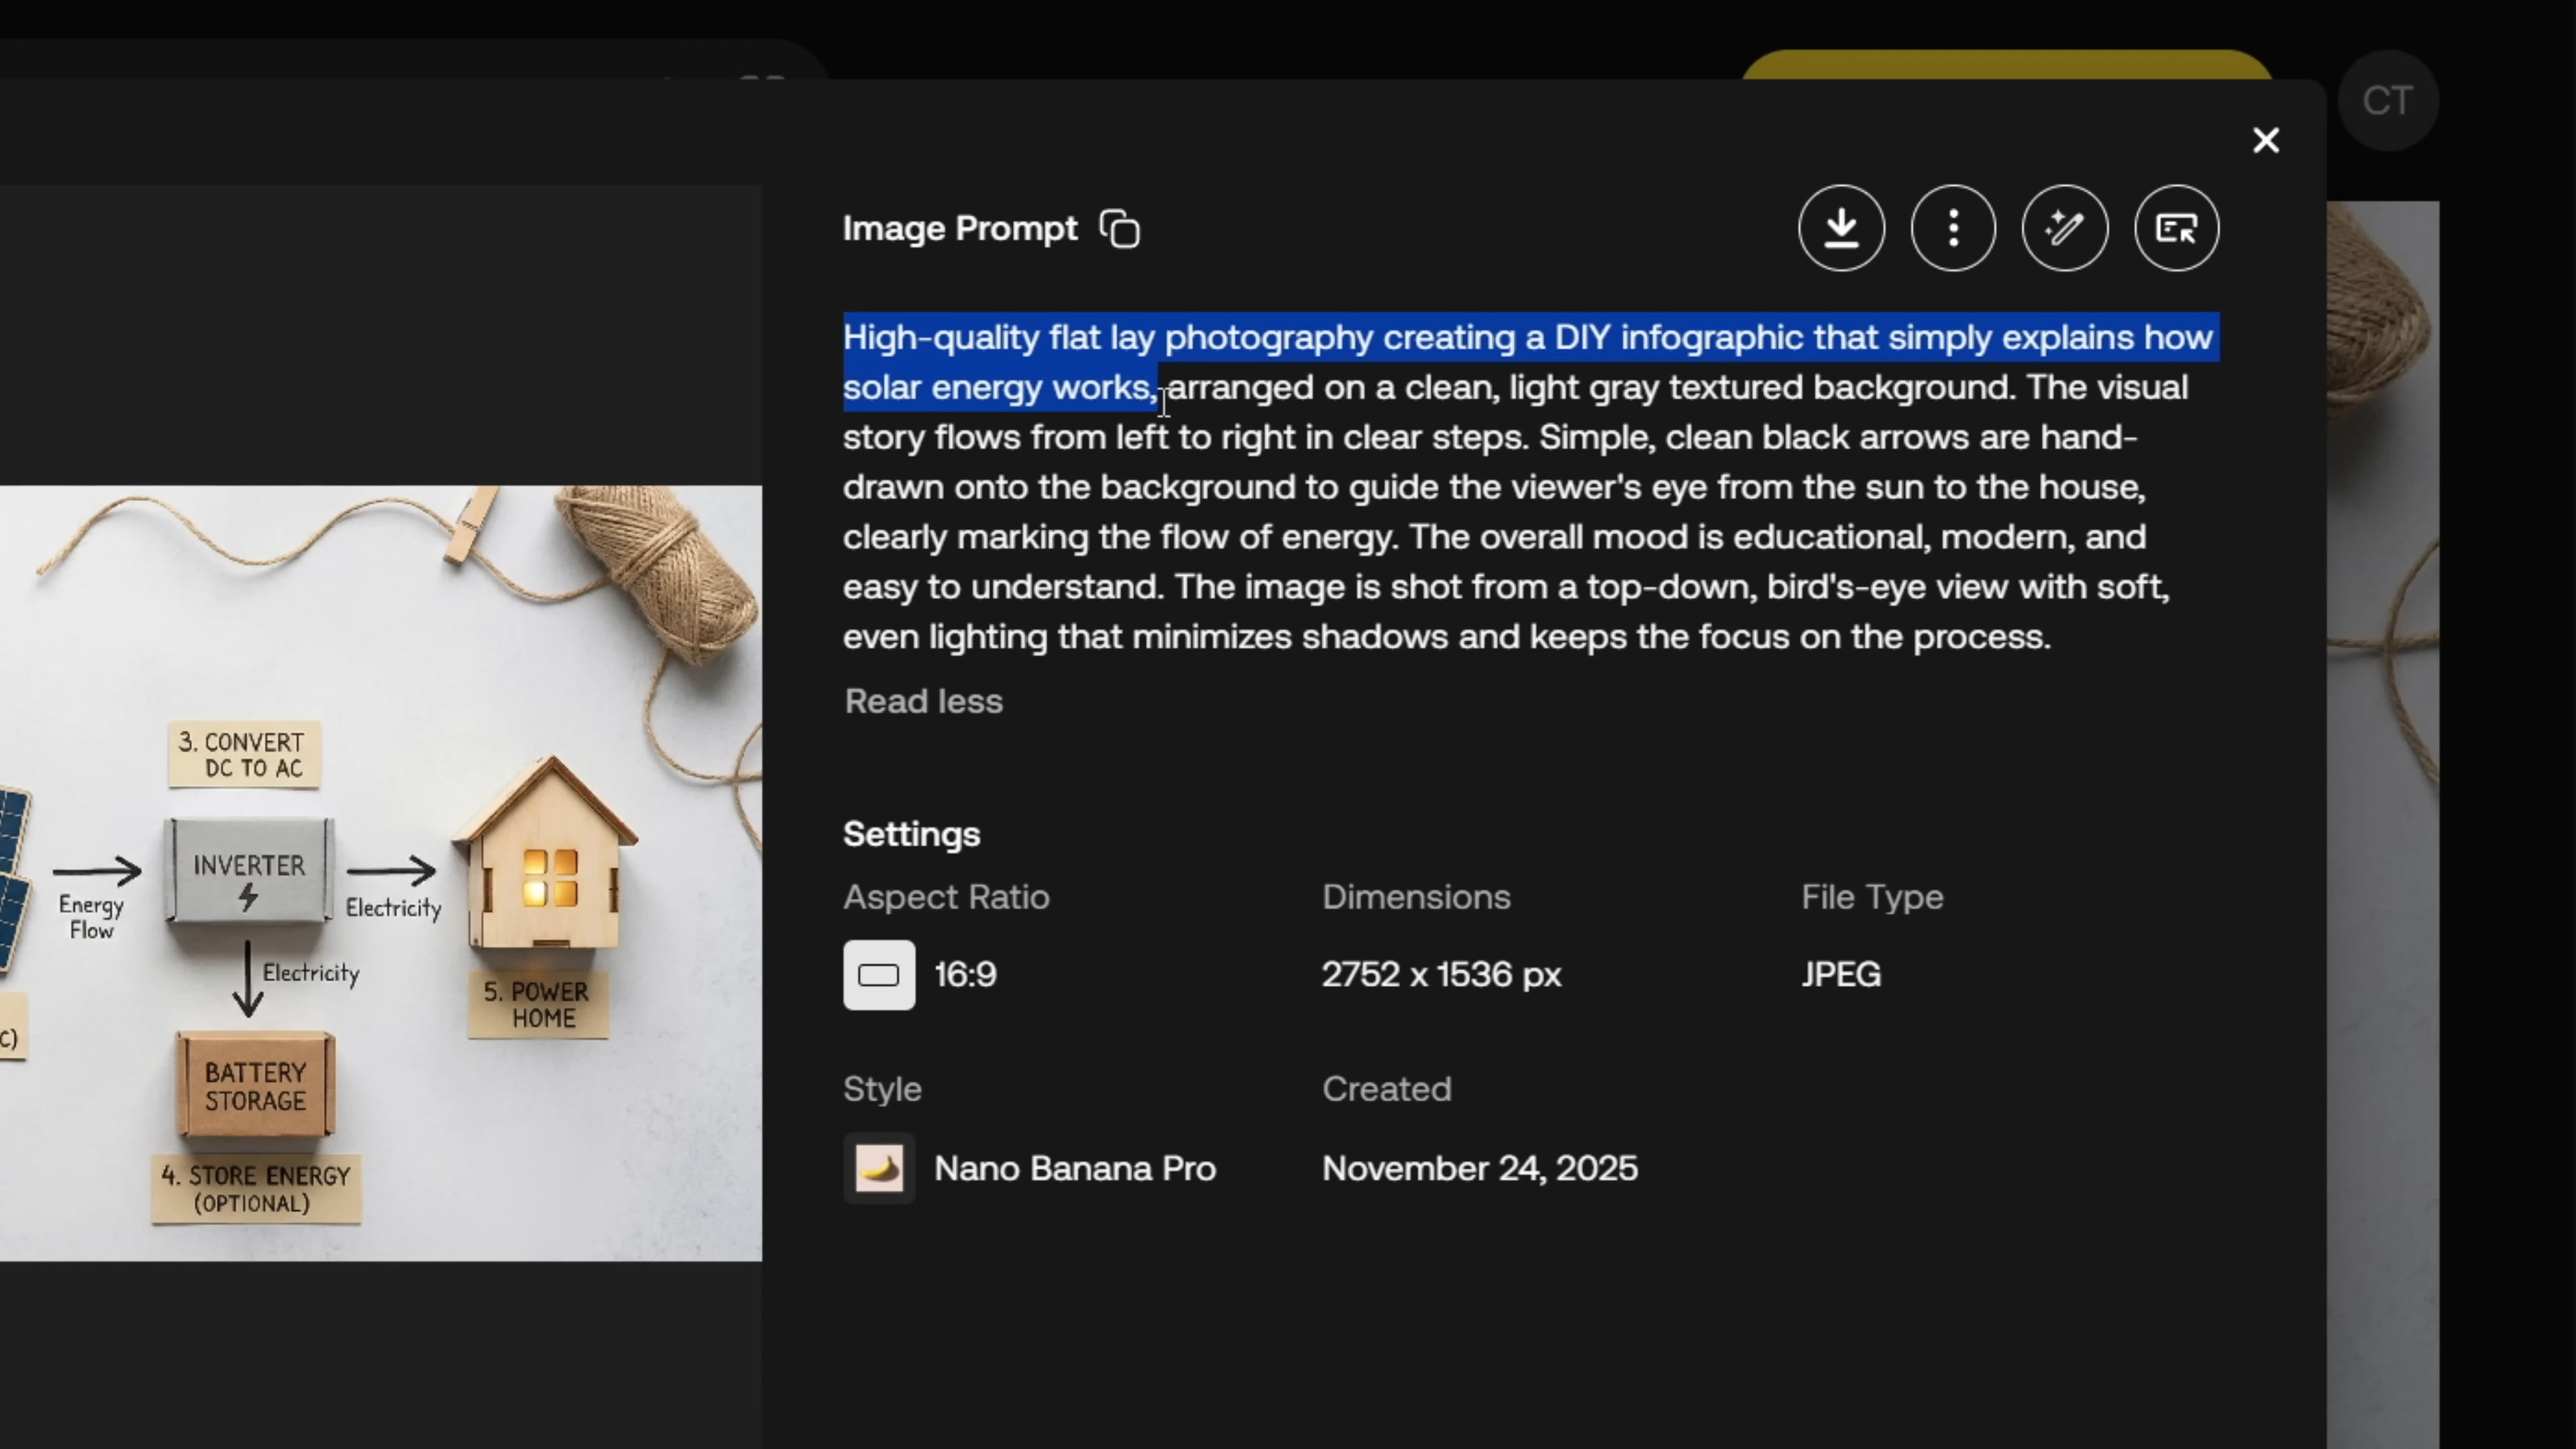 CT
Image Prompt
High-quality flat lay photography creating a DIY infographic that simply explains how
solar energy works, arranged on a clean, light gray textured background. The visual
story flows from left to right in clear steps. Simple, clean black arrows are hand-
drawn onto the background to guide the viewer's eye from the sun to the house,
clearly marking the flow of energy. The overall mood is educational, modern, and
easy to understand. The image is shot from a top-down, bird's-eye view with soft,
even lighting that minimizes shadows and keeps the focus on the process.
Read less
3. CONVERT
DC TO AC
INVERTER
Energy
Flow
Electricity
Electricity
C)
5. POWER
HOME
BATTERY
STORAGE
4. STORE ENERGY
(OPTIONAL)
Settings
Aspect Ratio
16:9
Dimensions
2752 x 1536 px
File Type
JPEG
Style
Nano Banana Pro
Created
November 24, 2025